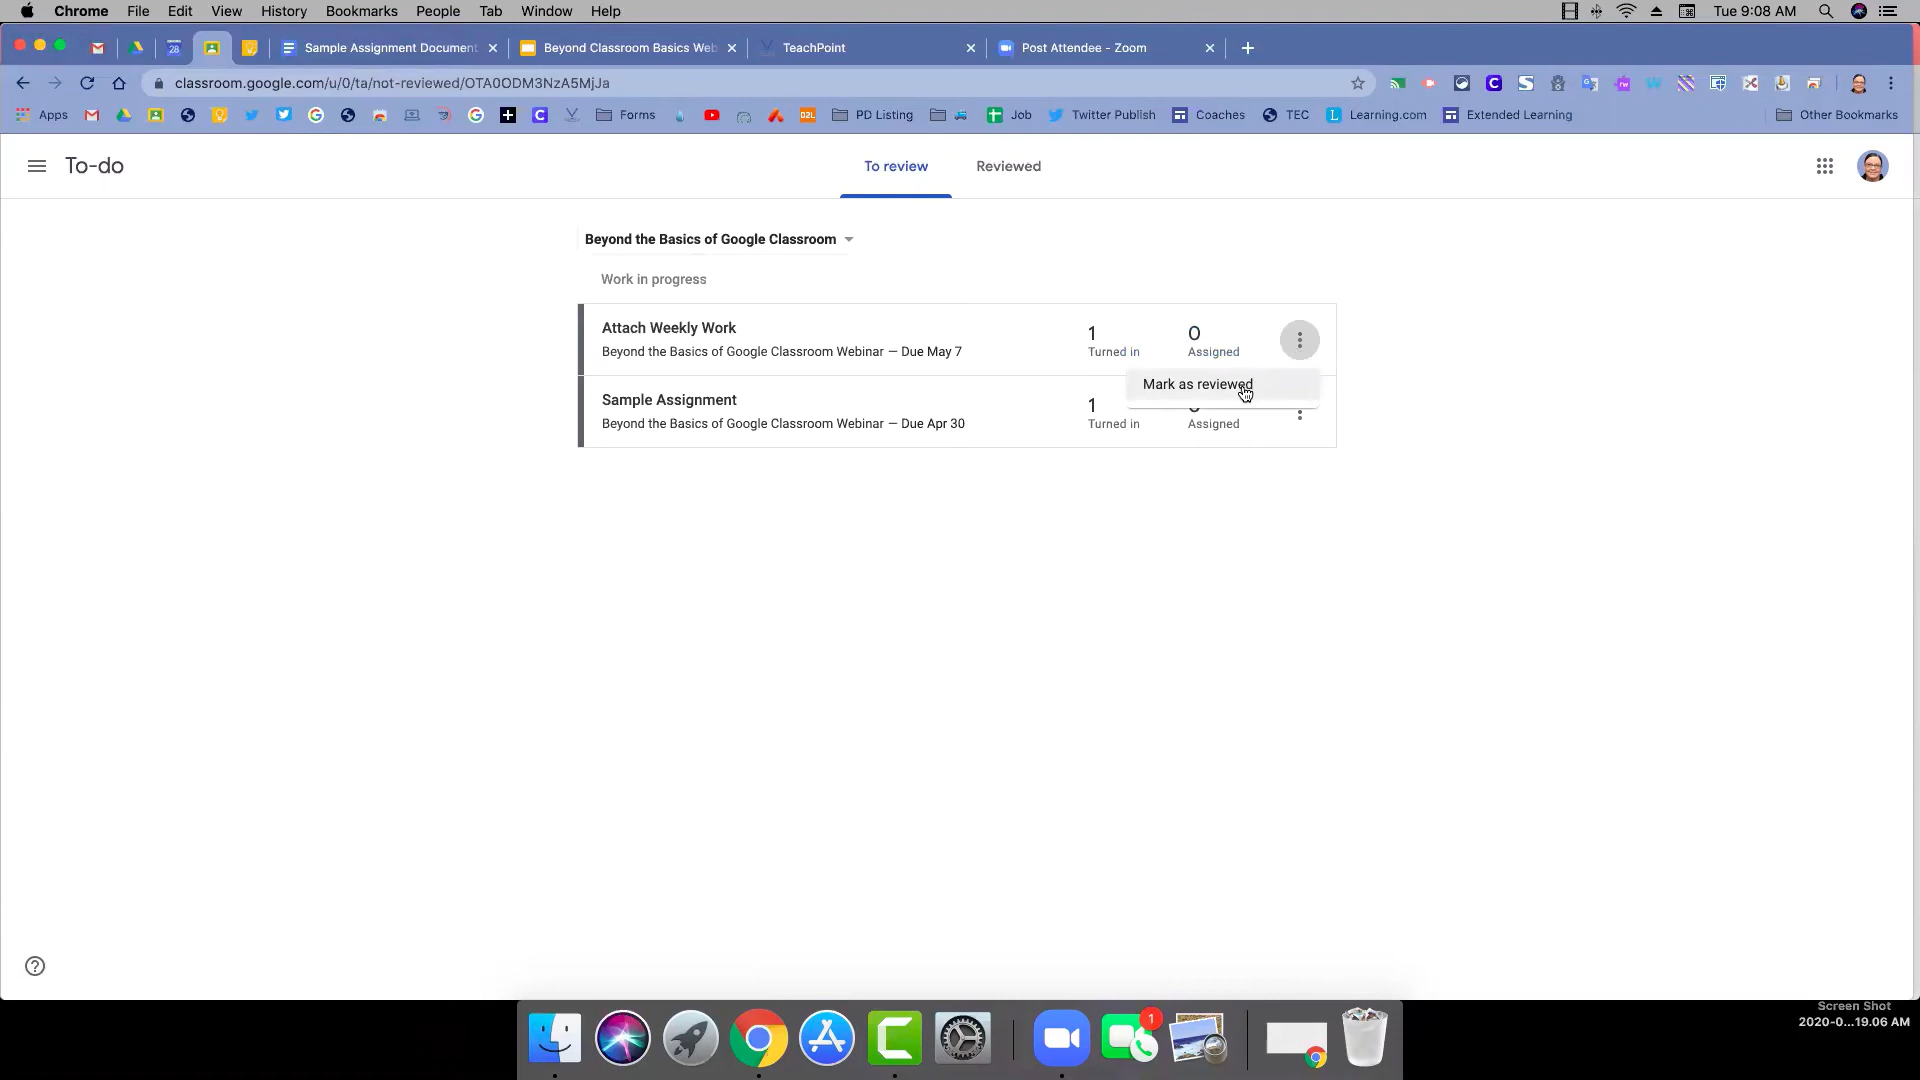 Chrome File Edit View History Bookmarks People Tab Window Help Tue 9:08 AM
28 Sample Assignment Document Beyond Classroom Basics Web TeachPoint Post Attendee - Zoom
classroom.google.com/u/0/ta/not-reviewed/OTA0ODM3NzA5MjJa
Apps Forms PD Listing Job Twitter Publish Coaches TEC Learning.com Extended Learning Other Bookmarks
To-do To review Reviewed
Beyond the Basics of Google Classroom
Work in progress
Attach Weekly Work 1 0
Beyond the Basics of Google Classroom Webinar — Due May 7 Turned in Assigned
Mark as reviewed
Sample Assignment 1
Beyond the Basics of Google Classroom Webinar — Due Apr 30 Turned in Assigned
Screen Shot
2020-0...19.06 AM
1